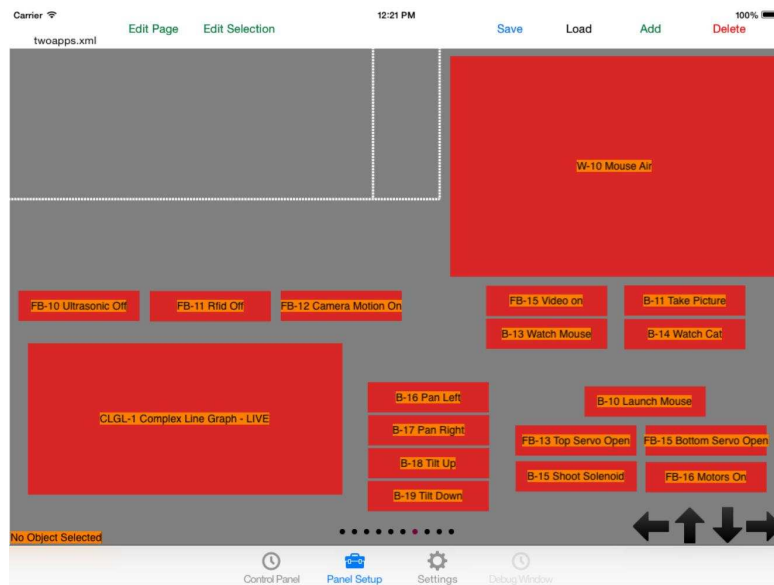 Carrier 12:21 PM 100%
twoapps.xml Edit Page Edit Selection Save Load Add Delete
W-10 Mouse Air
FB-10 Ultrasonic Off FB-11 Rfid Off FB-12 Camera Motion On FB-15 Video on B-11 Take Picture
B-13 Watch Mouse B-14 Watch Cat
CLGL-1 Complex Line Graph - LIVE
B-16 Pan Left B-10 Launch Mouse
B-17 Pan Right FB-13 Top Servo Open FB-15 Bottom Servo Open
B-18 Tilt Up B-15 Shoot Solenoid FB-16 Motors On
B-19 Tilt Down
No Object Selected
Control Panel Panel Setup Settings Debug Window